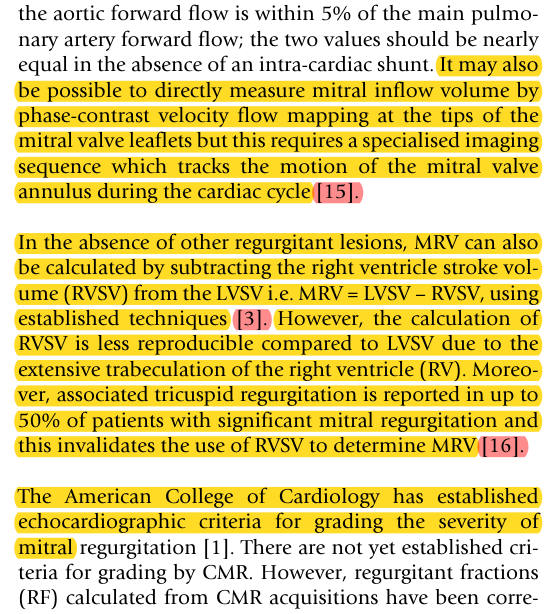 the aortic forward flow is within 5% of the main pulmo-
nary artery forward flow; the two values should be nearly
equal in the absence of an intra-cardiac shunt. It may also
be possible to directly measure mitral inflow volume by
phase-contrast velocity flow mapping at the tips of the
mitral valve leaflets but this requires a specialised imaging
sequence which tracks the motion of the mitral valve
annulus during the cardiac cycle [15].
In the absence of other regurgitant lesions, MRV can also
be calculated by subtracting the right ventricle stroke vol-
ume (RVSV) from the LVSV i.e. MRV = LVSV – RVSV, using
established techniques [3]. However, the calculation of
RVSV is less reproducible compared to LVSV due to the
extensive trabeculation of the right ventricle (RV). Moreo-
ver, associated tricuspid regurgitation is reported in up to
50% of patients with significant mitral regurgitation and
this invalidates the use of RVSV to determine MRV [16].
The American College of Cardiology has established
echocardiographic criteria for grading the severity of
mitral regurgitation [1]. There are not yet established cri-
teria for grading by CMR. However, regurgitant fractions
(RF) calculated from CMR acquisitions have been corre-